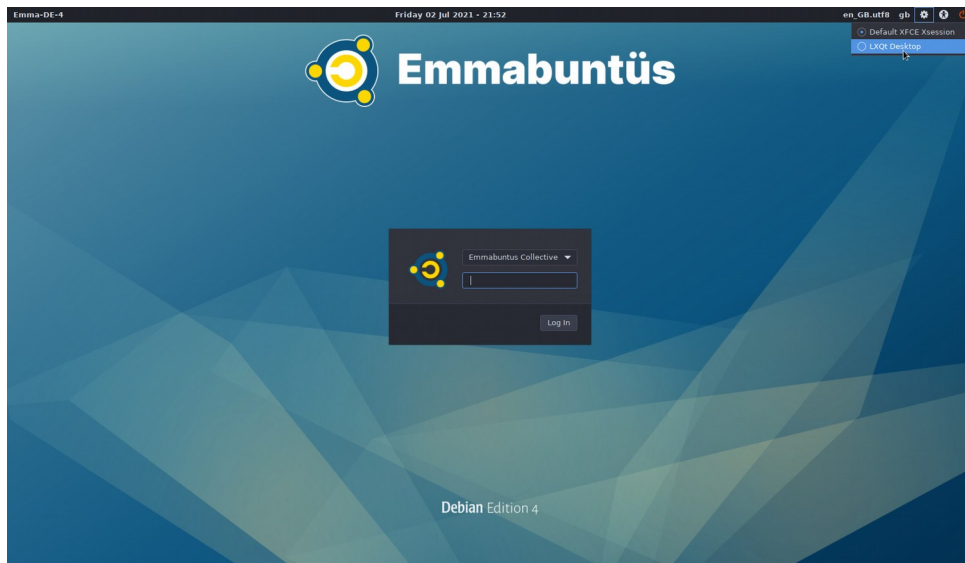 Emma-DE-4 Friday 02 Jul 2021 - 21:52 en_GB.utf8 gb
Default XFCE Xsession
LXQt Desktop
Emmabuntüs
Emmabuntus Collective
Log In
Debian Edition 4